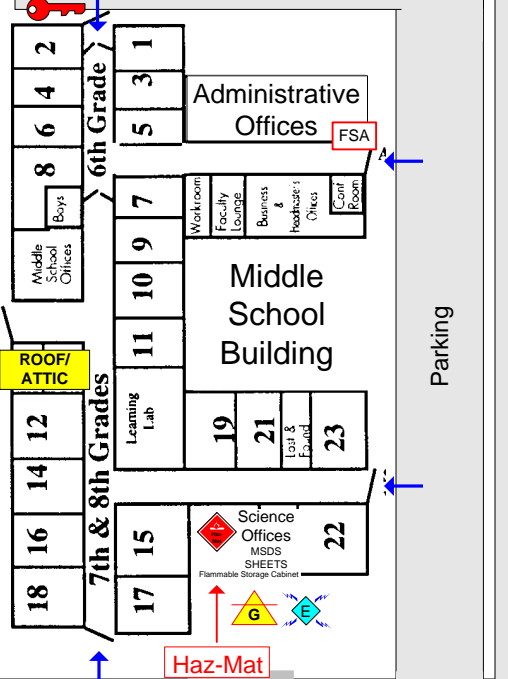 2
4
6
8
Boys
Middle
School
Offices
6th Grade
1
3
5
7
9
10
11
Learning
Lab
Administrative
Offices
FSA
Workroom
Faculty
Lounge
Business
&
Headmasters
Offices
Conf
Room
Middle
School
Building
Parking
ROOF/
ATTIC
7th & 8th Grades
12
14
16
18
19
21
Lost &
Found
23
15
17
Science
Offices
MSDS
SHEETS
Flammable Storage Cabinet
22
Haz-
Mat
G
E
Haz-Mat